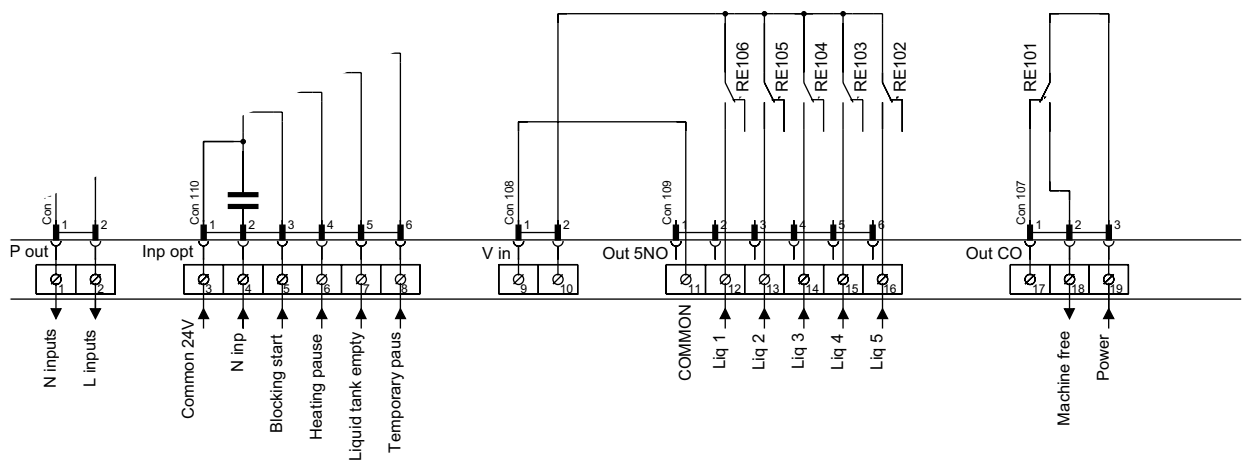 RE106
RE105
RE104
RE103
RE102
RE101
Con
Con 110
Con 108
Con 109
Con 107
1 2
1 2 3 4 5 6
1 2
1 2 3 4 5 6
1 2 3
P out
Inp opt
V in
Out 5NO
Out CO
1 2
3 4 5 6 7 8
9 10
11 12 13 14 15 16
17 18 19
N inputs
L inputs
Common 24V
N inp
Blocking start
Heating pause
Liquid tank empty
Temporary paus
COMMON
Liq 1
Liq 2
Liq 3
Liq 4
Liq 5
Machine free
Power